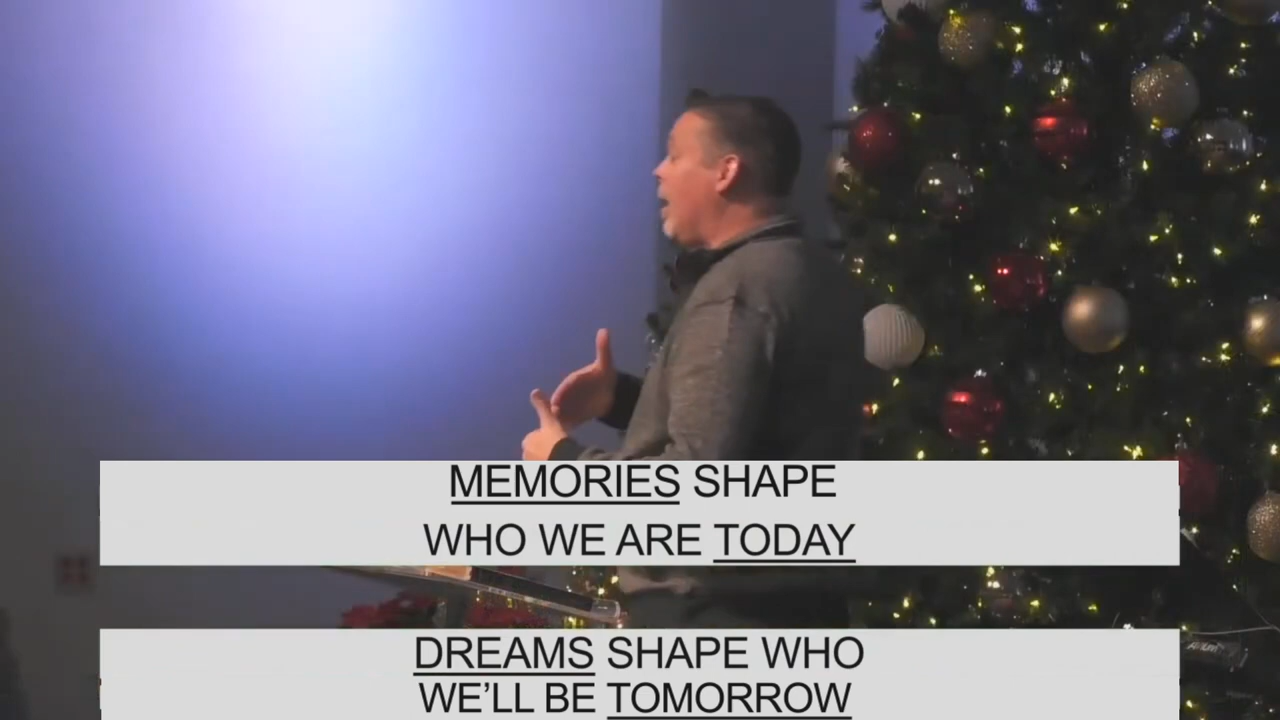 MEMORIES SHAPE
WHO WE ARE TODAY
DREAMS SHAPE WHO
WE’LL BE TOMORROW